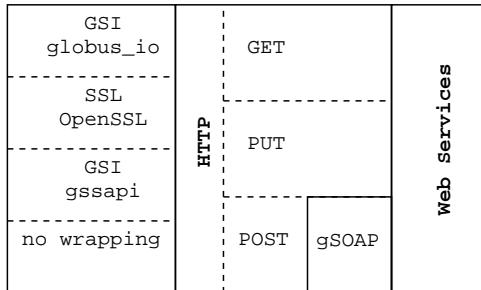 GSI
globus_io
SSL
OpenSSL
GSI
gssapi
no wrapping
HTTP
GET
PUT
POST
gSOAP
Web Services